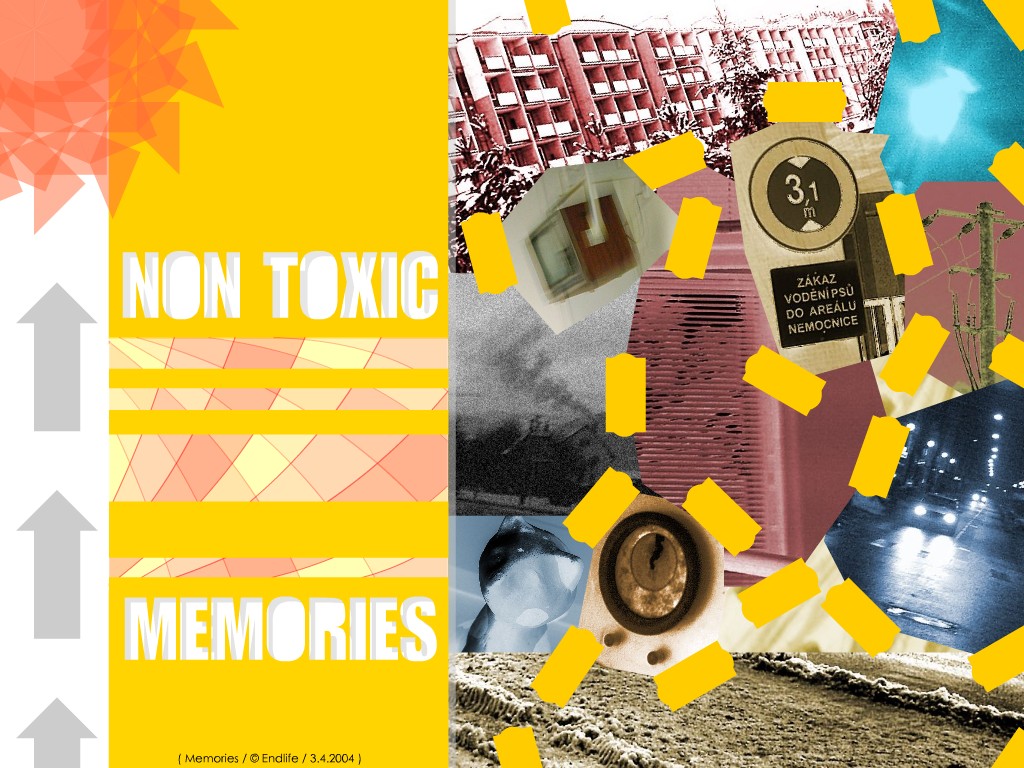 NON TOXIC
MEMORIES
( Memories / © Endlife / 3.4.2004 )
3,1
m
ZÁKAZ
VODĚNÍ PSŮ
DO AREÁLU
NEMOCNICE